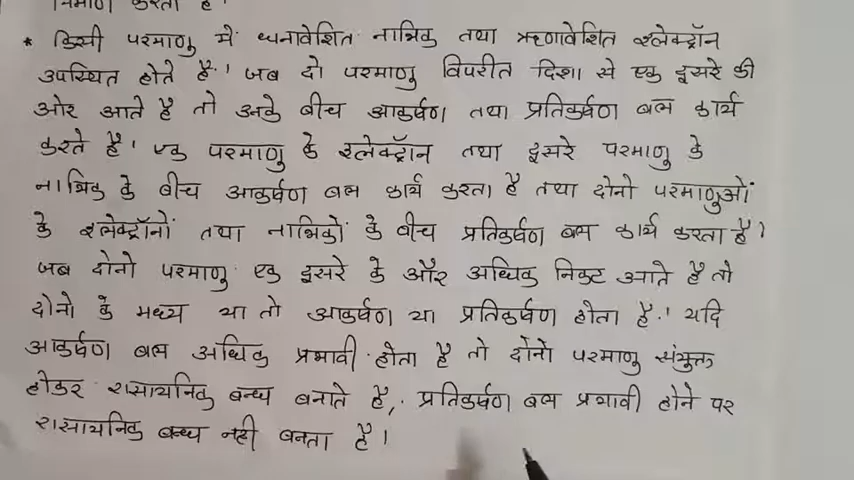 निर्माण करता है।
* किसी परमाणु में धनावेशित नाभिक तथा ऋणावेशित इलेक्ट्रॉन
उपस्थित होते है। जब दो परमाणु विपरीत दिशा से एक दूसरे की
ओर आते है तो उनके बीच आकर्षण तथा प्रतिकर्षण बल कार्य
करते है। एक परमाणु के इलेक्ट्रॉन तथा दूसरे परमाणु के
नाभिक के बीच आकर्षण बल कार्य करता है तथा दोनो परमाणुओं
के इलेक्ट्रॉनों तथा नाभिकों के बीच प्रतिकर्षण बल कार्य करता है।
जब दोनो परमाणु एक दूसरे के और अधिक निकट आते है तो
दोनो के मध्य या तो आकर्षण या प्रतिकर्षण होता है। यदि
आकर्षण बल अधिक प्रभावी होता है तो दोनो परमाणु संयुक्त
होकर रासायनिक बन्ध बनाते है, प्रतिकर्षण बल प्रभावी होने पर
रासायनिक बन्ध नही बनता है।